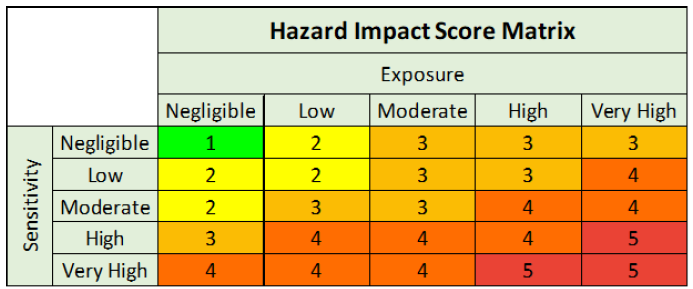 Hazard Impact Score Matrix
Exposure
Negligible Low Moderate High Very High
Sensitivity
Negligible 1 2 3 3 3
Low 2 2 3 3 4
Moderate 2 3 3 4 4
High 3 4 4 4 5
Very High 4 4 4 5 5